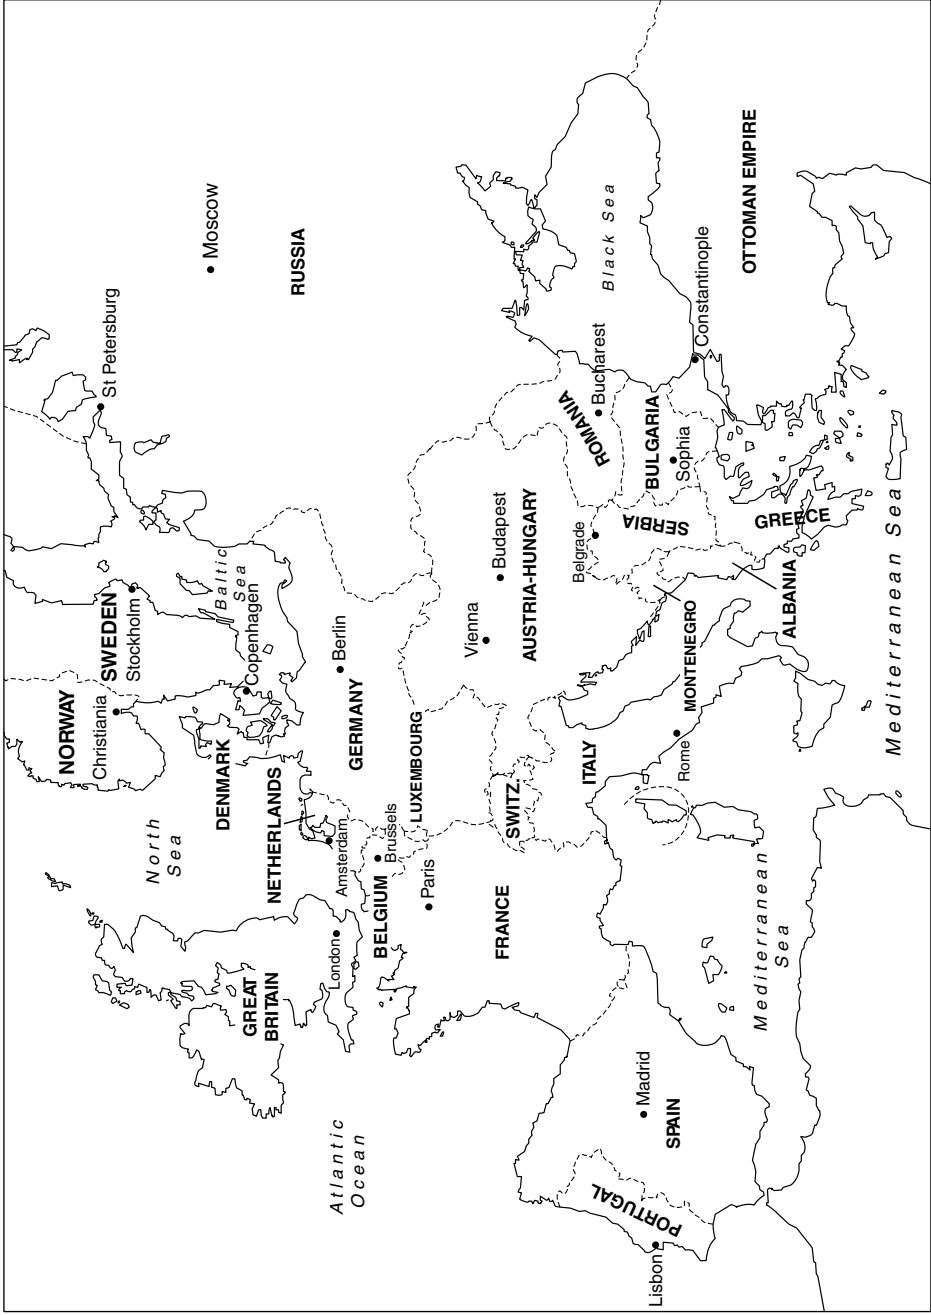 NORWAY
Christiania
SWEDEN
Stockholm
St Petersburg
Moscow
RUSSIA
North
Sea
DENMARK
Copenhagen
Baltic
Sea
GREAT
BRITAIN
London
NETHERLANDS
Amsterdam
GERMANY
Berlin
Atlantic
Ocean
BELGIUM
Brussels
LUXEMBOURG
Paris
FRANCE
SWITZ.
Vienna
Budapest
AUSTRIA-HUNGARY
ROMANIA
Bucharest
Black Sea
Belgrade
SERBIA
BULGARIA
Sophia
Constantinople
OTTOMAN EMPIRE
ITALY
Rome
MONTENEGRO
ALBANIA
GREECE
PORTUGAL
Lisbon
Madrid
SPAIN
Mediterranean
Sea
Mediterranean Sea